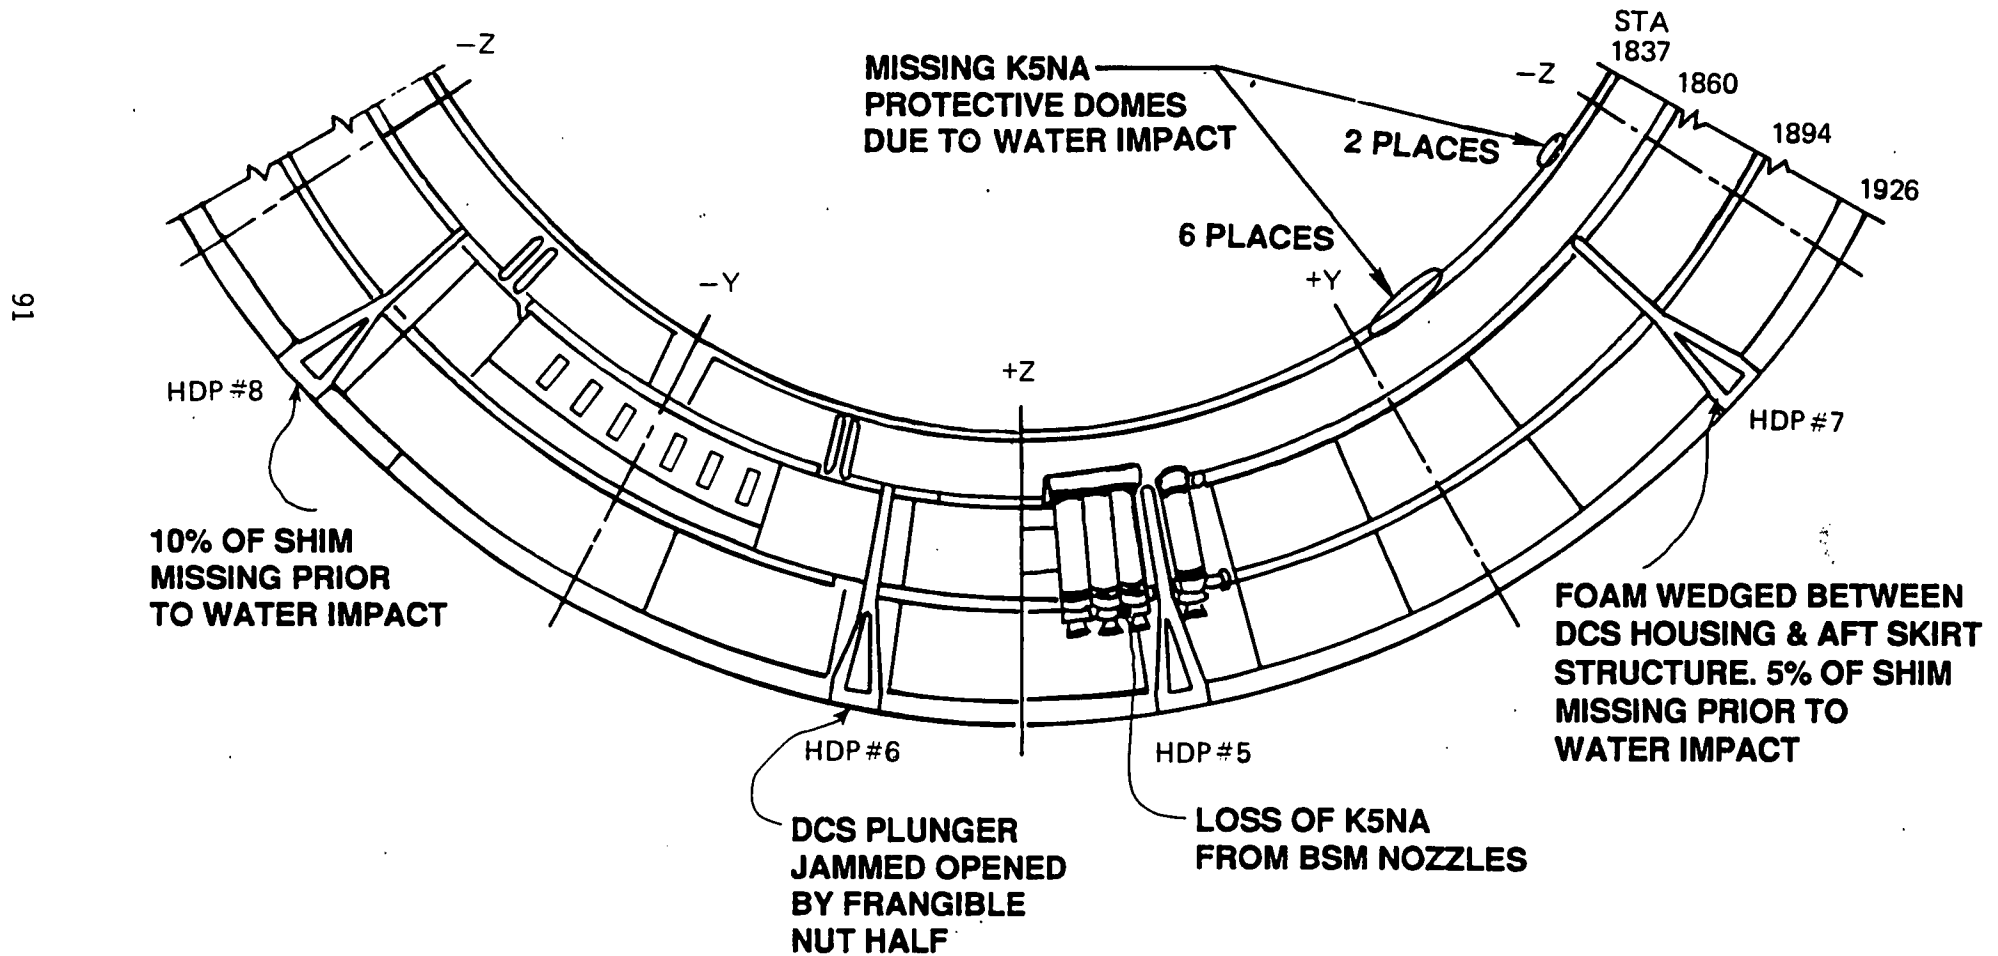 STA
1837
1860
1894
1926
−Z
−Z
MISSING K5NA
PROTECTIVE DOMES
DUE TO WATER IMPACT
2 PLACES
6 PLACES
−Y
+Y
+Z
91
HDP #8
HDP #7
10% OF SHIM
MISSING PRIOR
TO WATER IMPACT
FOAM WEDGED BETWEEN
DCS HOUSING & AFT SKIRT
STRUCTURE. 5% OF SHIM
MISSING PRIOR TO
WATER IMPACT
HDP #6
HDP #5
DCS PLUNGER
JAMMED OPENED
BY FRANGIBLE
NUT HALF
LOSS OF K5NA
FROM BSM NOZZLES